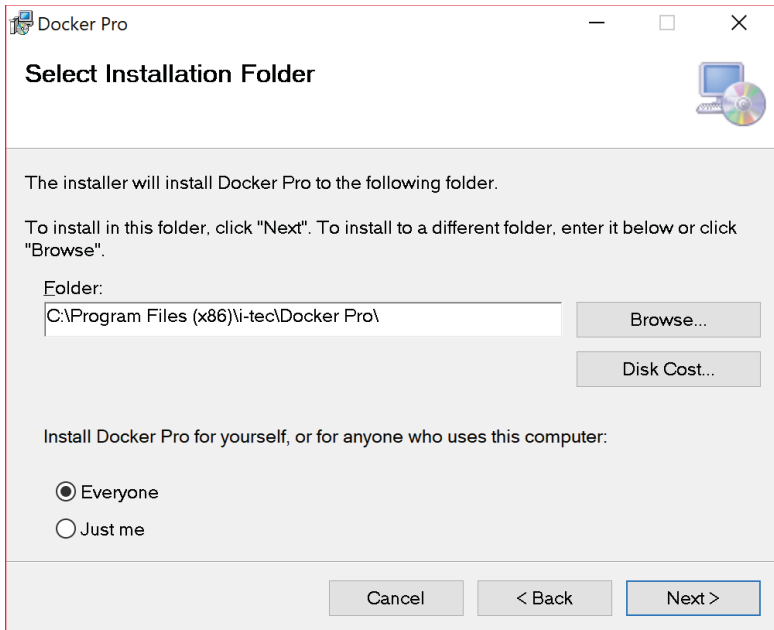 Docker Pro
Select Installation Folder
The installer will install Docker Pro to the following folder.
To install in this folder, click "Next". To install to a different folder, enter it below or click
"Browse".
Folder:
C:\Program Files (x86)\i-tec\Docker Pro\
Browse...
Disk Cost...
Install Docker Pro for yourself, or for anyone who uses this computer:
Everyone
Just me
Cancel
< Back
Next >